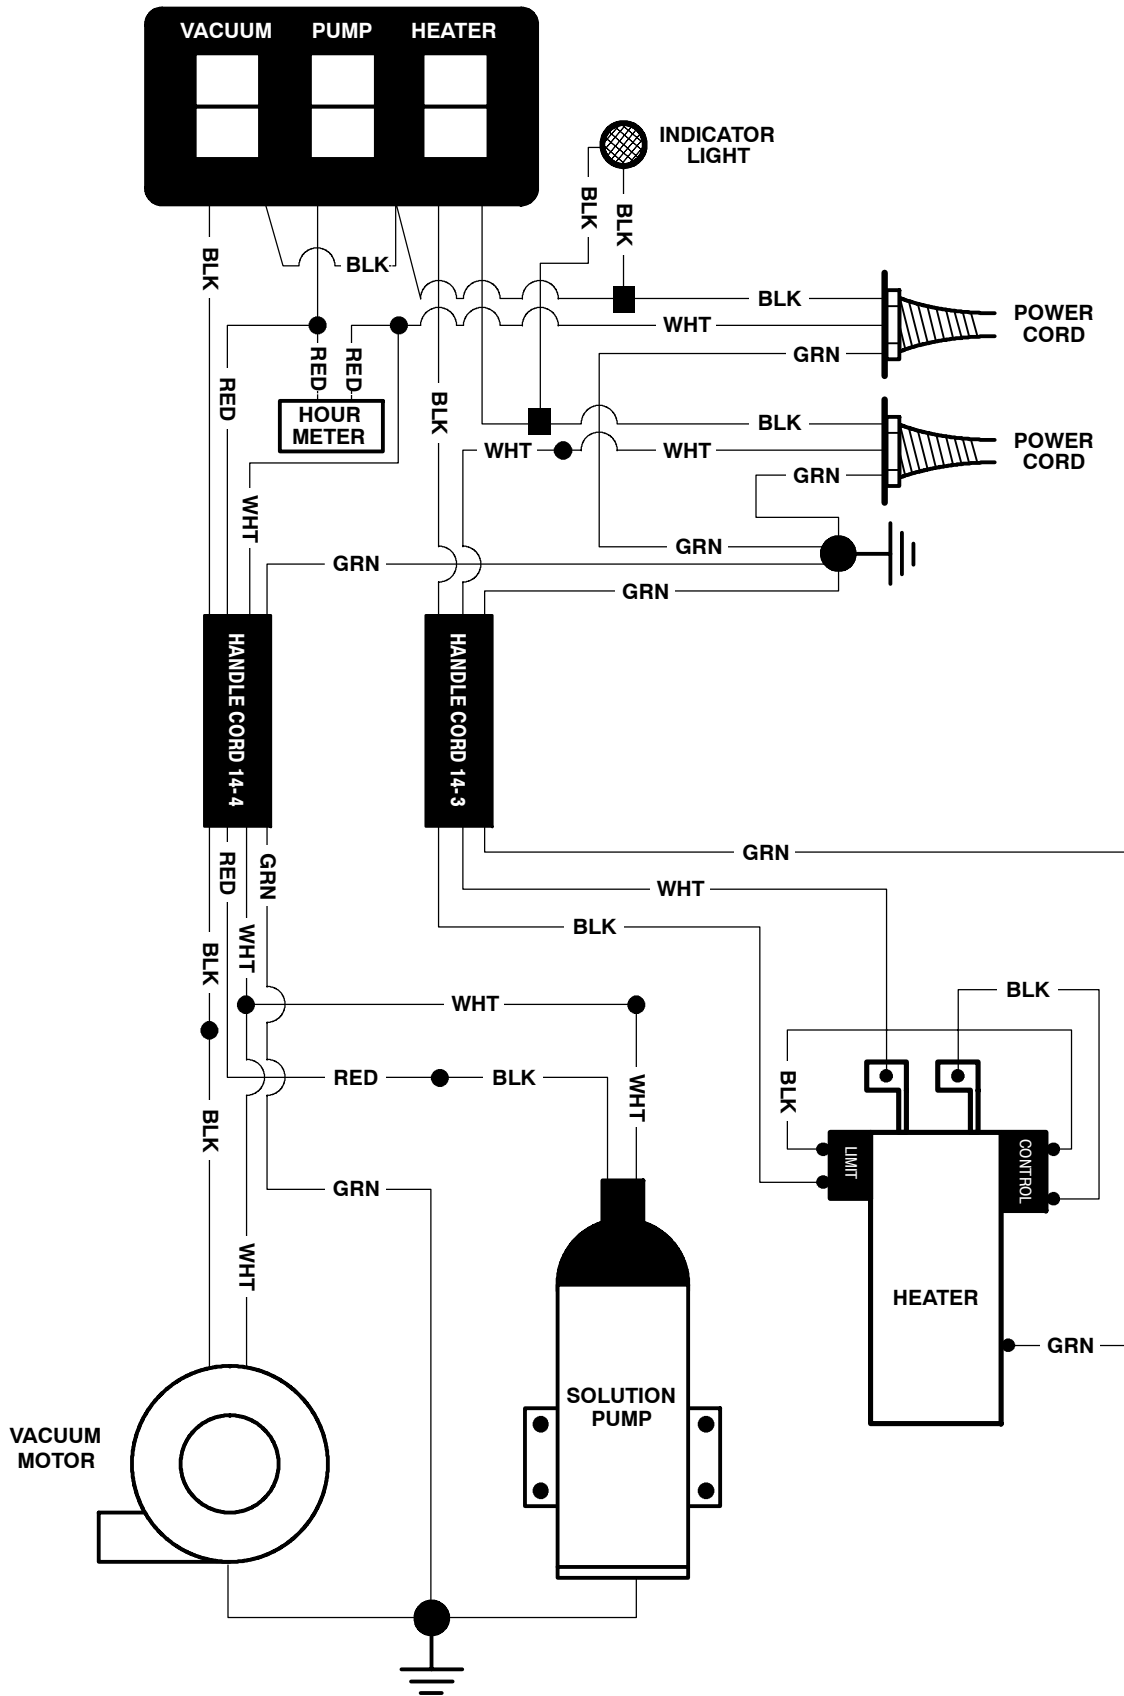 VACUUM PUMP HEATER
INDICATOR
LIGHT
BLK
BLK
BLK
BLK
BLK
POWER
CORD
WHT
GRN
RED
RED
RED
HOUR
METER
BLK
BLK
POWER
CORD
WHT
WHT
GRN
WHT
GRN
GRN
GRN
HANDLE CORD 14-4
HANDLE CORD 14-3
RED
GRN
GRN
WHT
BLK
BLK
WHT
WHT
BLK
RED
BLK
WHT
BLK
BLK
LIMIT
CONTROL
GRN
WHT
HEATER
GRN
SOLUTION
PUMP
VACUUM
MOTOR